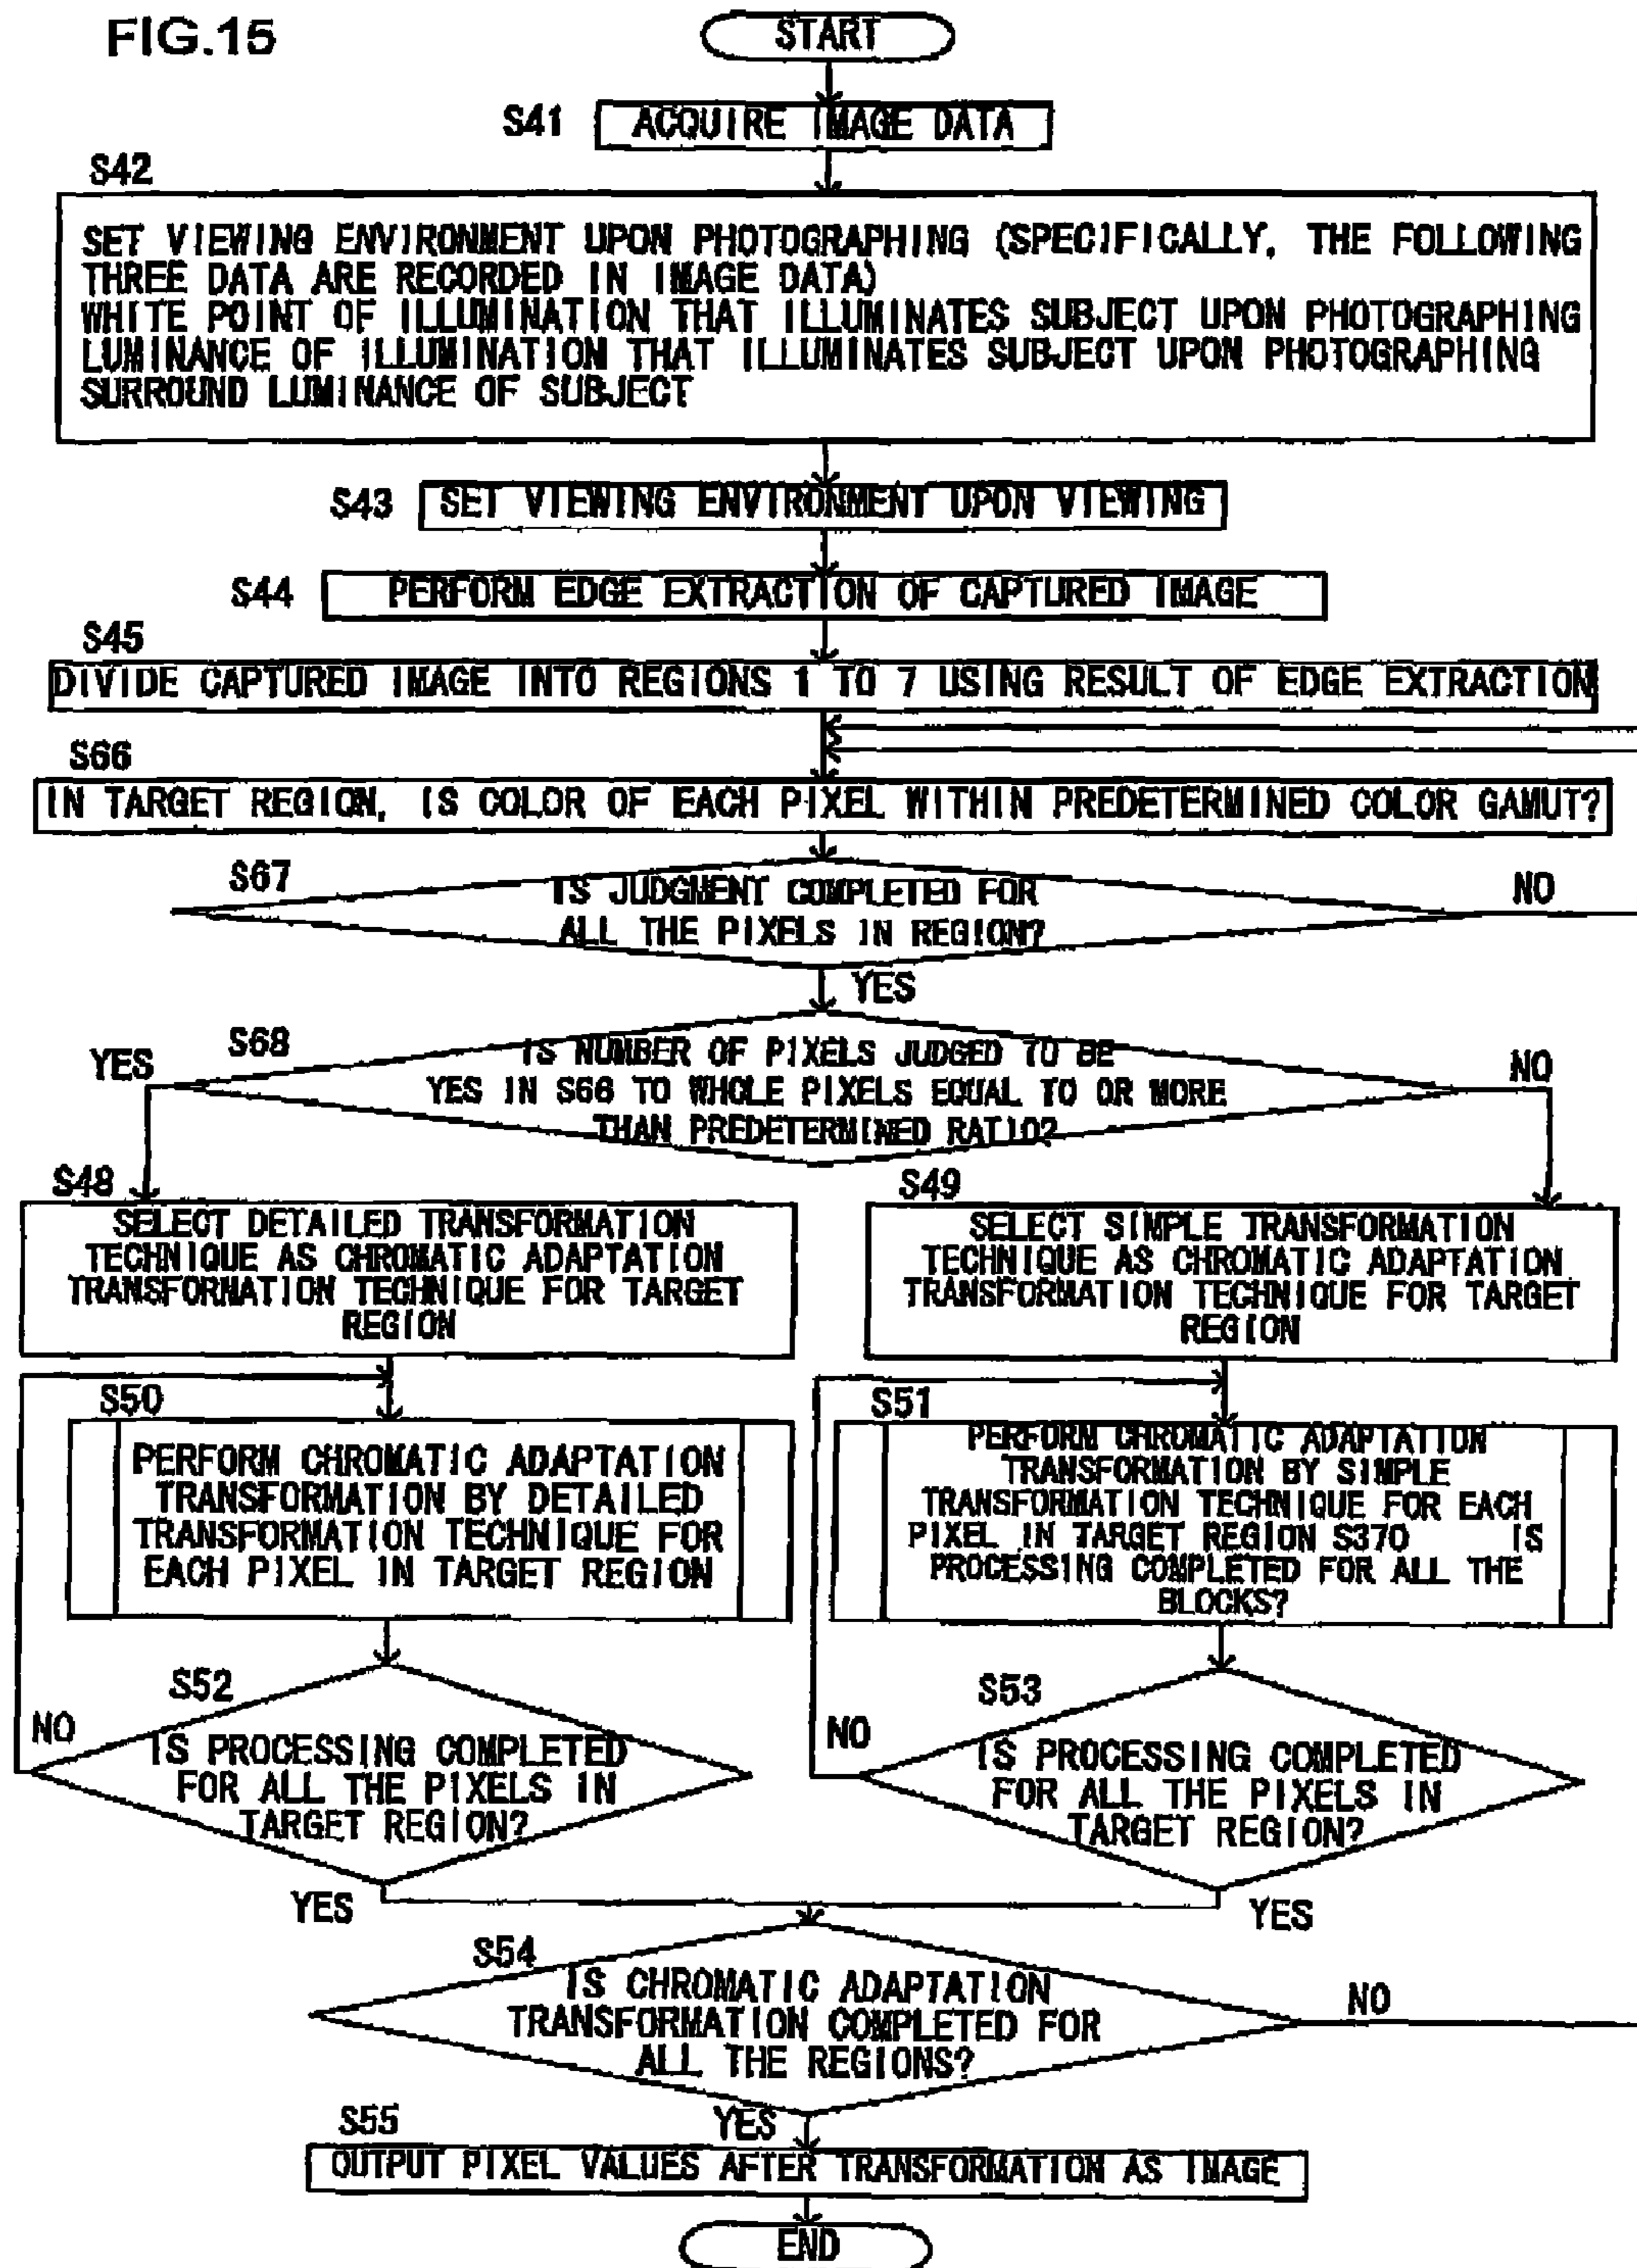 FIG.15
START
S41
ACQUIRE IMAGE DATA
S42
SET VIEWING ENVIRONMENT UPON PHOTOGRAPHING (SPECIFICALLY, THE FOLLOWING
THREE DATA ARE RECORDED IN IMAGE DATA)
WHITE POINT OF ILLUMINATION THAT ILLUMINATES SUBJECT UPON PHOTOGRAPHING
LUMINANCE OF ILLUMINATION THAT ILLUMINATES SUBJECT UPON PHOTOGRAPHING
SURROUND LUMINANCE OF SUBJECT
S43
SET VIEWING ENVIRONMENT UPON VIEWING
S44
PERFORM EDGE EXTRACTION OF CAPTURED IMAGE
S45
DIVIDE CAPTURED IMAGE INTO REGIONS 1 TO 7 USING RESULT OF EDGE EXTRACTION
S66
IN TARGET REGION, IS COLOR OF EACH PIXEL WITHIN PREDETERMINED COLOR GAMUT?
S67
IS JUDGMENT COMPLETED FOR
ALL THE PIXELS IN REGION?
NO
YES
S68
IS NUMBER OF PIXELS JUDGED TO BE
YES IN S66 TO WHOLE PIXELS EQUAL TO OR MORE
THAN PREDETERMINED RATIO?
YES
NO
S48
SELECT DETAILED TRANSFORMATION
TECHNIQUE AS CHROMATIC ADAPTATION
TRANSFORMATION TECHNIQUE FOR TARGET
REGION
S49
SELECT SIMPLE TRANSFORMATION
TECHNIQUE AS CHROMATIC ADAPTATION
TRANSFORMATION TECHNIQUE FOR TARGET
REGION
S50
PERFORM CHROMATIC ADAPTATION
TRANSFORMATION BY DETAILED
TRANSFORMATION TECHNIQUE FOR
EACH PIXEL IN TARGET REGION
S51
PERFORM CHROMATIC ADAPTATION
TRANSFORMATION BY SIMPLE
TRANSFORMATION TECHNIQUE FOR EACH
PIXEL IN TARGET REGION S370 IS
PROCESSING COMPLETED FOR ALL THE
BLOCKS?
S52
NO
IS PROCESSING COMPLETED
FOR ALL THE PIXELS IN
TARGET REGION?
YES
S53
NO
IS PROCESSING COMPLETED
FOR ALL THE PIXELS IN
TARGET REGION?
YES
S54
IS CHROMATIC ADAPTATION
TRANSFORMATION COMPLETED FOR
ALL THE REGIONS?
NO
YES
S55
OUTPUT PIXEL VALUES AFTER TRANSFORMATION AS IMAGE
END